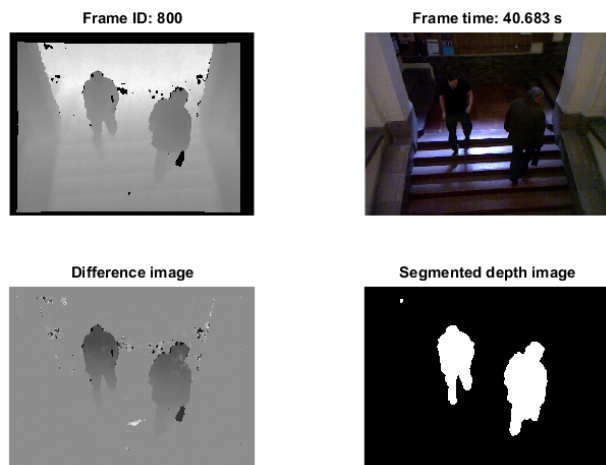 Frame ID: 800
Frame time: 40.683 s
Difference image
Segmented depth image